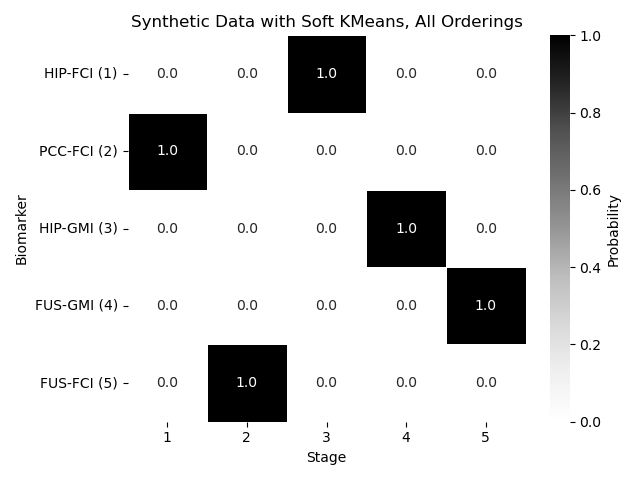 Synthetic Data with Soft KMeans, All Orderings
Biomarker
HIP-FCI (1) 0.0 0.0 1.0 0.0 0.0
PCC-FCI (2) 1.0 0.0 0.0 0.0 0.0
HIP-GMI (3) 0.0 0.0 0.0 1.0 0.0
FUS-GMI (4) 0.0 0.0 0.0 0.0 1.0
FUS-FCI (5) 0.0 1.0 0.0 0.0 0.0
1 2 3 4 5
Stage
1.0
0.8
0.6
0.4
0.2
0.0
Probability